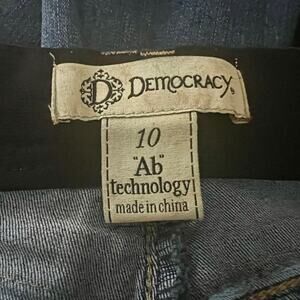 D DEMOCRACY
10
"Ab"
technology
made in china